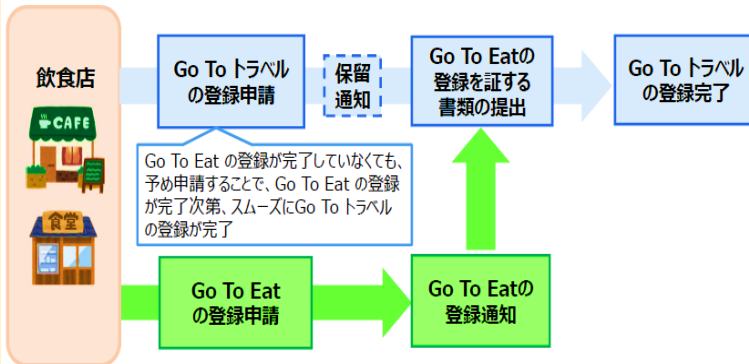 飲食店
CAFE
食堂
Go To トラベル
の登録申請
保留
通知
Go To Eatの
登録を証する
書類の提出
Go To トラベル
の登録完了
Go To Eat の登録が完了していなくても、
予め申請することで、Go To Eat の登録
が完了次第、スムーズにGo To トラベル
の登録が完了
Go To Eat
の登録申請
Go To Eatの
登録通知